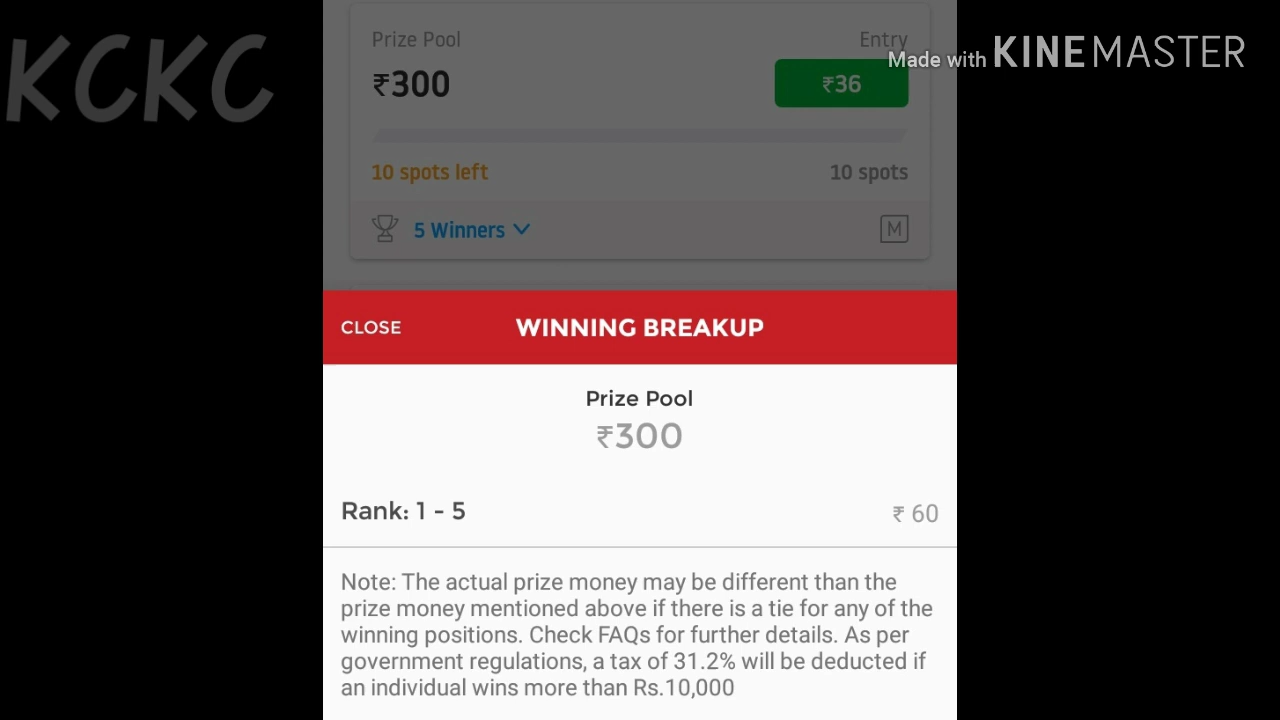 KCKC
Made with KINEMASTER
Prize Pool
Entry
₹300
₹36
10 spots left
10 spots
5 Winners
M
CLOSE
WINNING BREAKUP
Prize Pool
₹300
Rank: 1 - 5
₹ 60
Note: The actual prize money may be different than the
prize money mentioned above if there is a tie for any of the
winning positions. Check FAQs for further details. As per
government regulations, a tax of 31.2% will be deducted if
an individual wins more than Rs.10,000